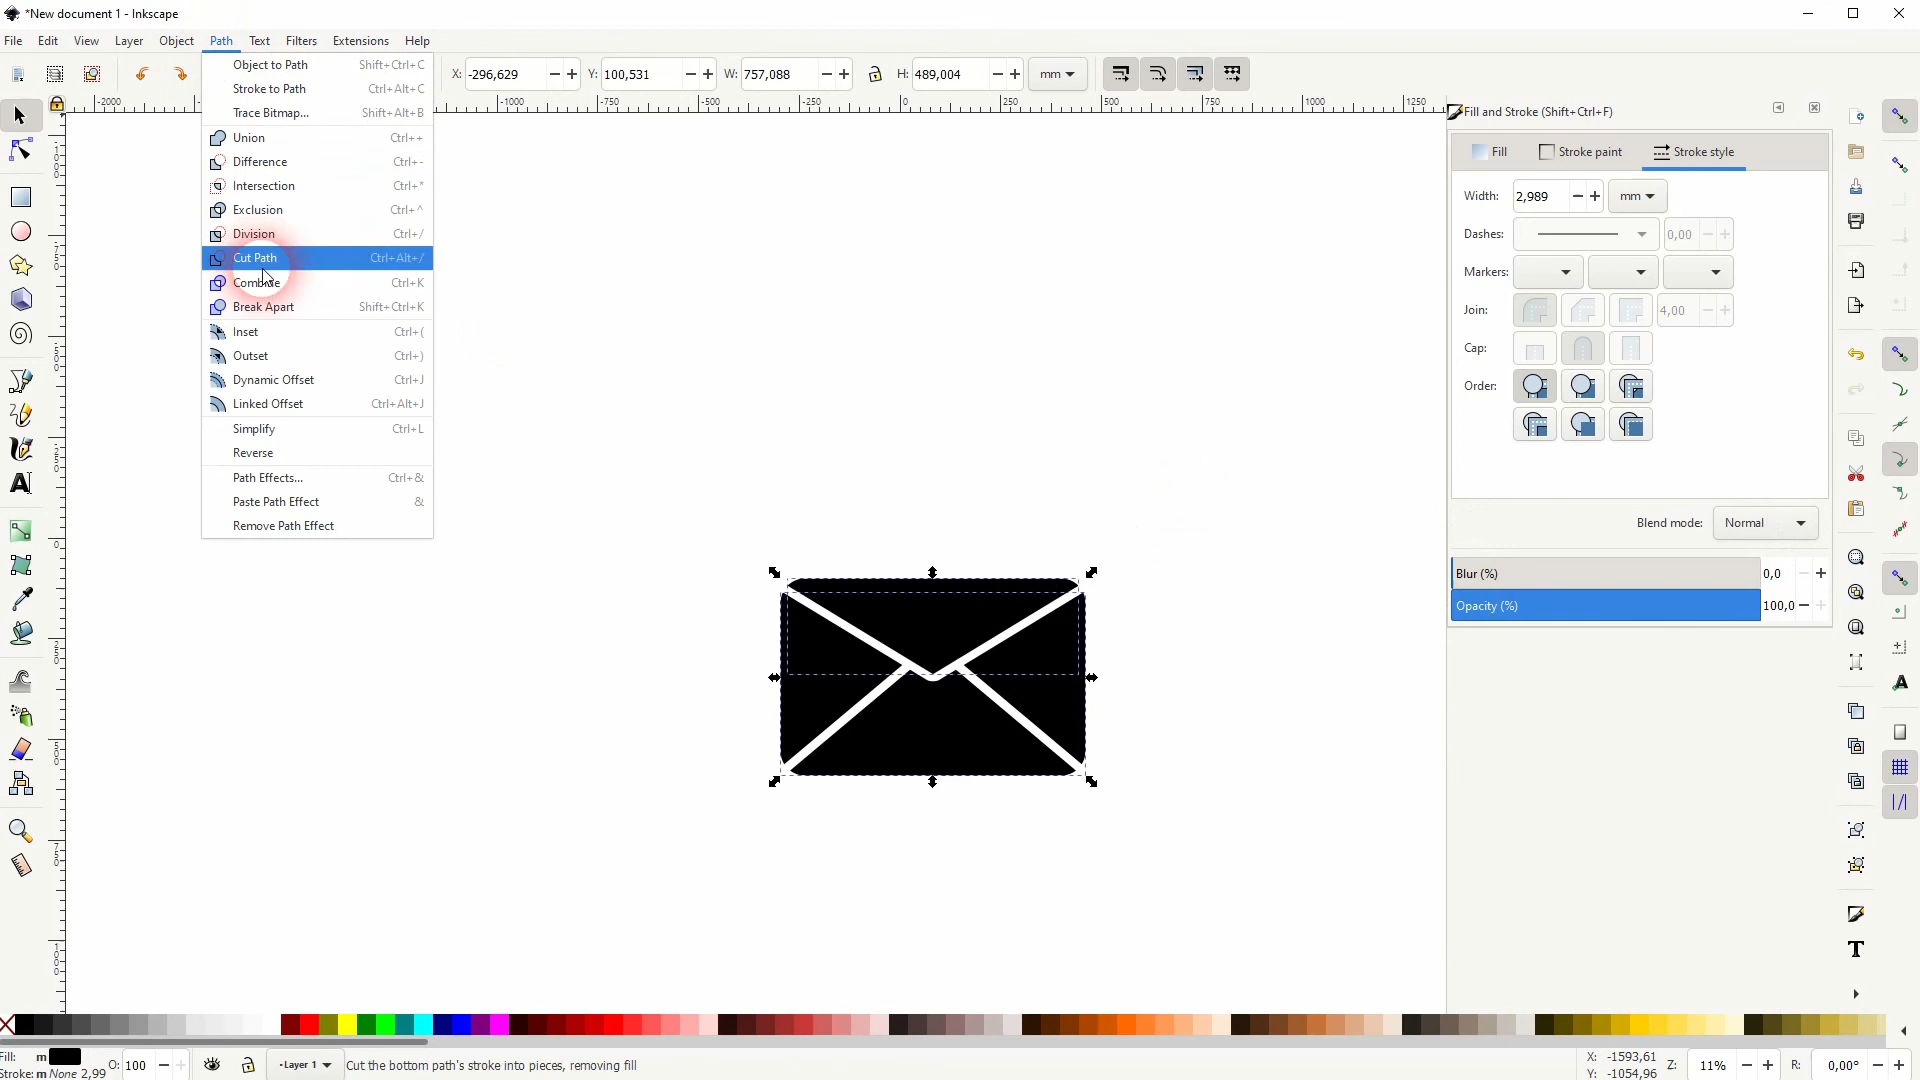 *New document 1 - Inkscape
File Edit View Layer Object Path Text Filters Extensions Help
X: -296,629 Y: 100,531 W: 757,088 H: 489,004 mm
Object to Path Shift+Ctrl+C
Stroke to Path Ctrl+Alt+C
Trace Bitmap... Shift+Alt+B
Union Ctrl++
Difference Ctrl+-
Intersection Ctrl+*
Exclusion Ctrl+^
Division Ctrl+/
Cut Path Ctrl+Alt+/
Combine Ctrl+K
Break Apart Shift+Ctrl+K
Inset Ctrl+(
Outset Ctrl+)
Dynamic Offset Ctrl+J
Linked Offset Ctrl+Alt+J
Simplify Ctrl+L
Reverse
Path Effects... Ctrl+&
Paste Path Effect &
Remove Path Effect
-2000 -1000 -750 -500 -250 0 250 500 750 1000 1250
Fill and Stroke (Shift+Ctrl+F)
Fill Stroke paint Stroke style
Width: 2,989 mm
Dashes: 0,00
Markers:
Join: 4,00
Cap:
Order:
Blend mode: Normal
Blur (%) 0,0
Opacity (%) 100,0
Fill: m O: 100 -Layer 1 Cut the bottom path's stroke into pieces, removing fill
Stroke: m None 2,99
X: -1593,61
Y: -1054,96
Z: 11% R: 0,00°